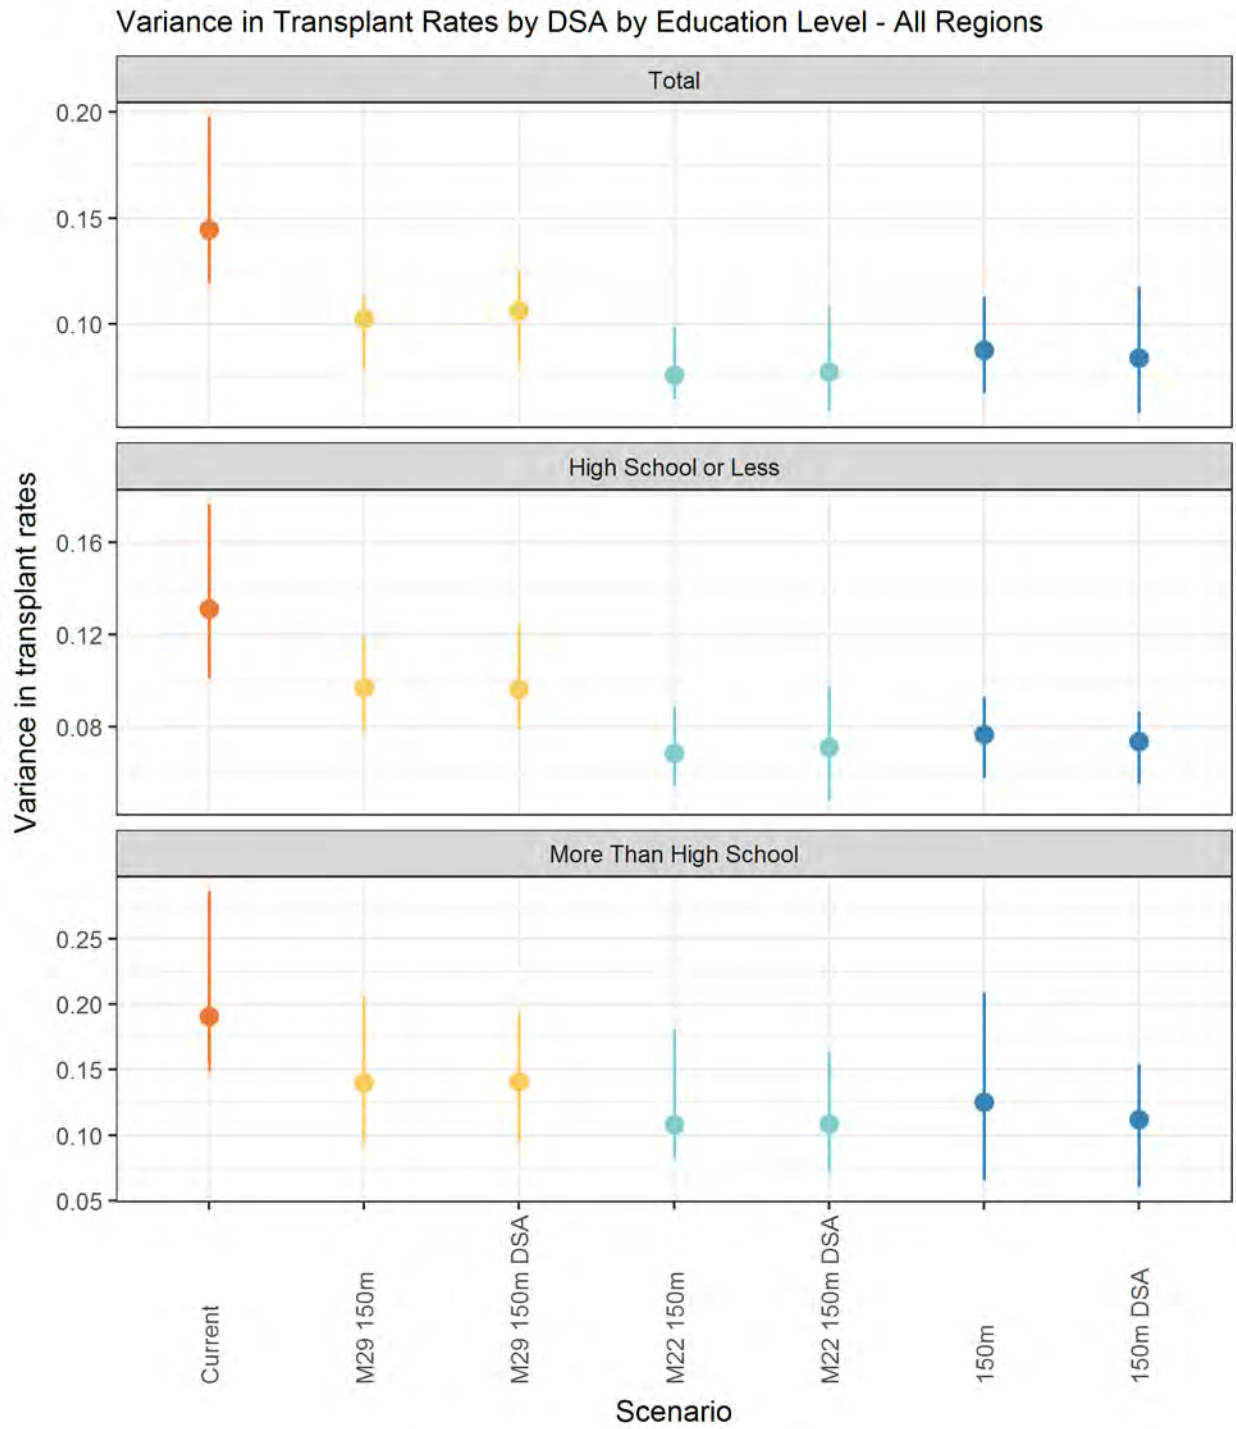 Variance in Transplant Rates by DSA by Education Level - All Regions
Total
0.20
0.15
0.10
High School or Less
0.16
0.12
0.08
More Than High School
0.25
0.20
0.15
0.10
0.05
Variance in transplant rates
Current
M29 150m
M29 150m DSA
M22 150m
M22 150m DSA
150m
150m DSA
Scenario